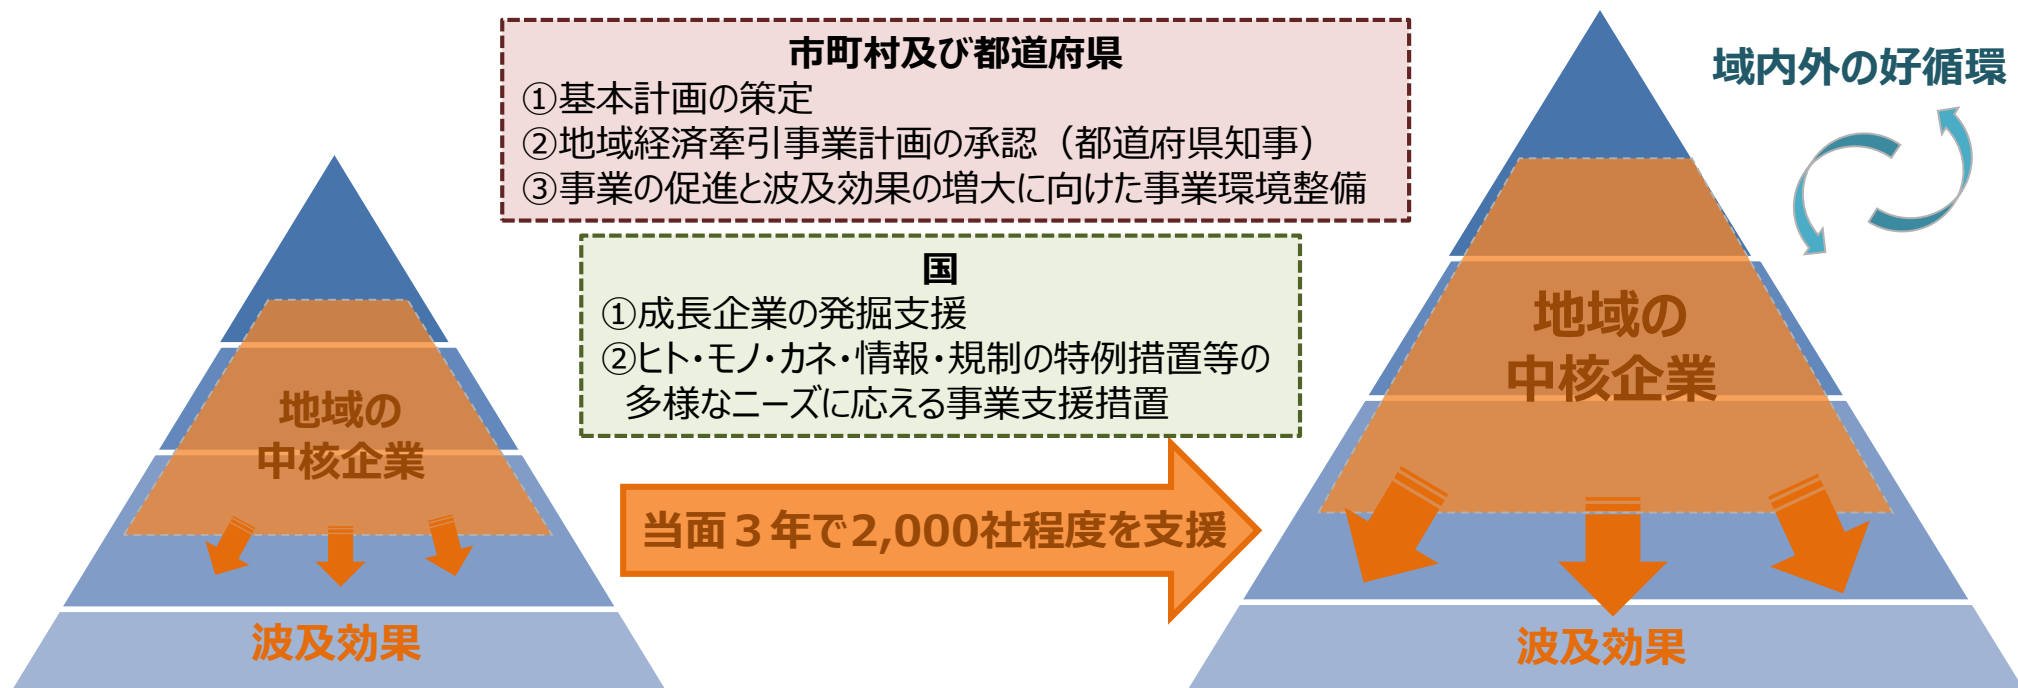 市町村及び都道府県
①基本計画の策定
②地域経済牽引事業計画の承認（都道府県知事）
③事業の促進と波及効果の増大に向けた事業環境整備
国
①成長企業の発掘支援
②ヒト・モノ・カネ・情報・規制の特例措置等の
多様なニーズに応える事業支援措置
地域の
中核企業
波及効果
当面３年で2,000社程度を支援
域内外の好循環
地域の
中核企業
波及効果